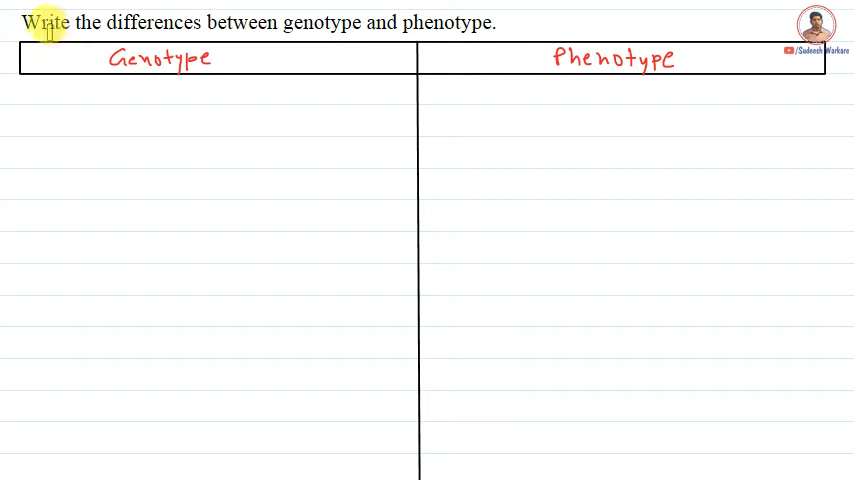 Write the differences between genotype and phenotype.
Genotype Phenotype
/Sudeesh Warkare